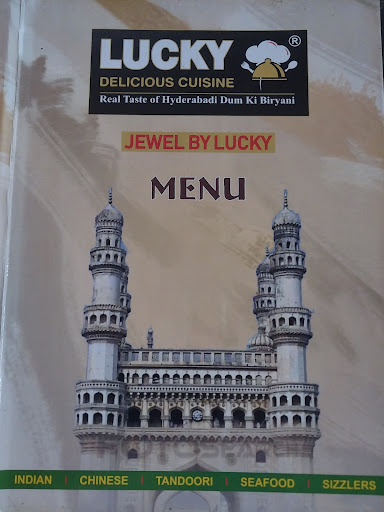 LUCKY ®
DELICIOUS CUISINE
Real Taste of Hyderabadi Dum Ki Biryani
JEWEL BY LUCKY
MENU
INDIAN | CHINESE | TANDOORI | SEAFOOD | SIZZLERS